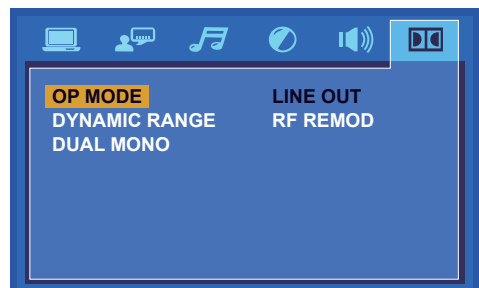 OP MODE
LINE OUT
DYNAMIC RANGE
RF REMOD
DUAL MONO